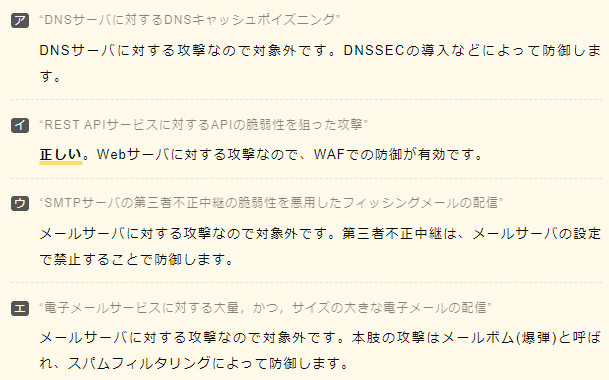 ア "DNSサーバに対するDNSキャッシュポイズニング"
DNSサーバに対する攻撃なので対象外です。DNSSECの導入などによって防御しま
す。
イ "REST APIサービスに対するAPIの脆弱性を狙った攻撃"
正しい。Webサーバに対する攻撃なので、WAFでの防御が有効です。
ウ "SMTPサーバの第三者不正中継の脆弱性を悪用したフィッシングメールの配信"
メールサーバに対する攻撃なので対象外です。第三者不正中継は、メールサーバの設定
で禁止することで防御します。
エ "電子メールサービスに対する大量，かつ，サイズの大きな電子メールの配信"
メールサーバに対する攻撃なので対象外です。本肢の攻撃はメールボム(爆弾)と呼ば
れ、スパムフィルタリングによって防御します。